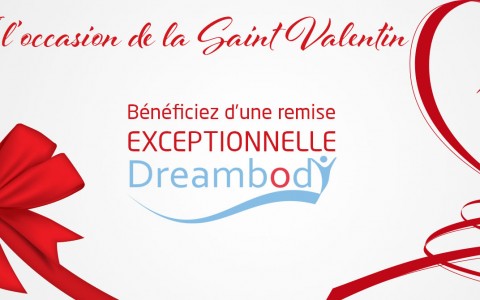 l'occasion de la Saint Valentin
Bénéficiez d'une remise
EXCEPTIONNELLE
Dreambody